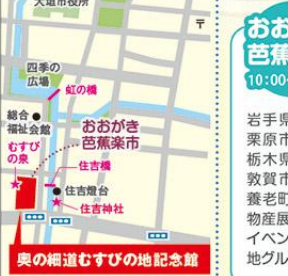 大垣市役所
〒
四季の
広場
虹の橋
総合
福祉会館
むすび
の泉
おおがき
芭蕉楽市
住吉橋
住吉燈台
住吉神社
奥の細道むすびの地記念館
おお
芭蕉
10:00
岩手県
栗原市
栃木県
敦賀市
養老町
物産展
イベン
地グル